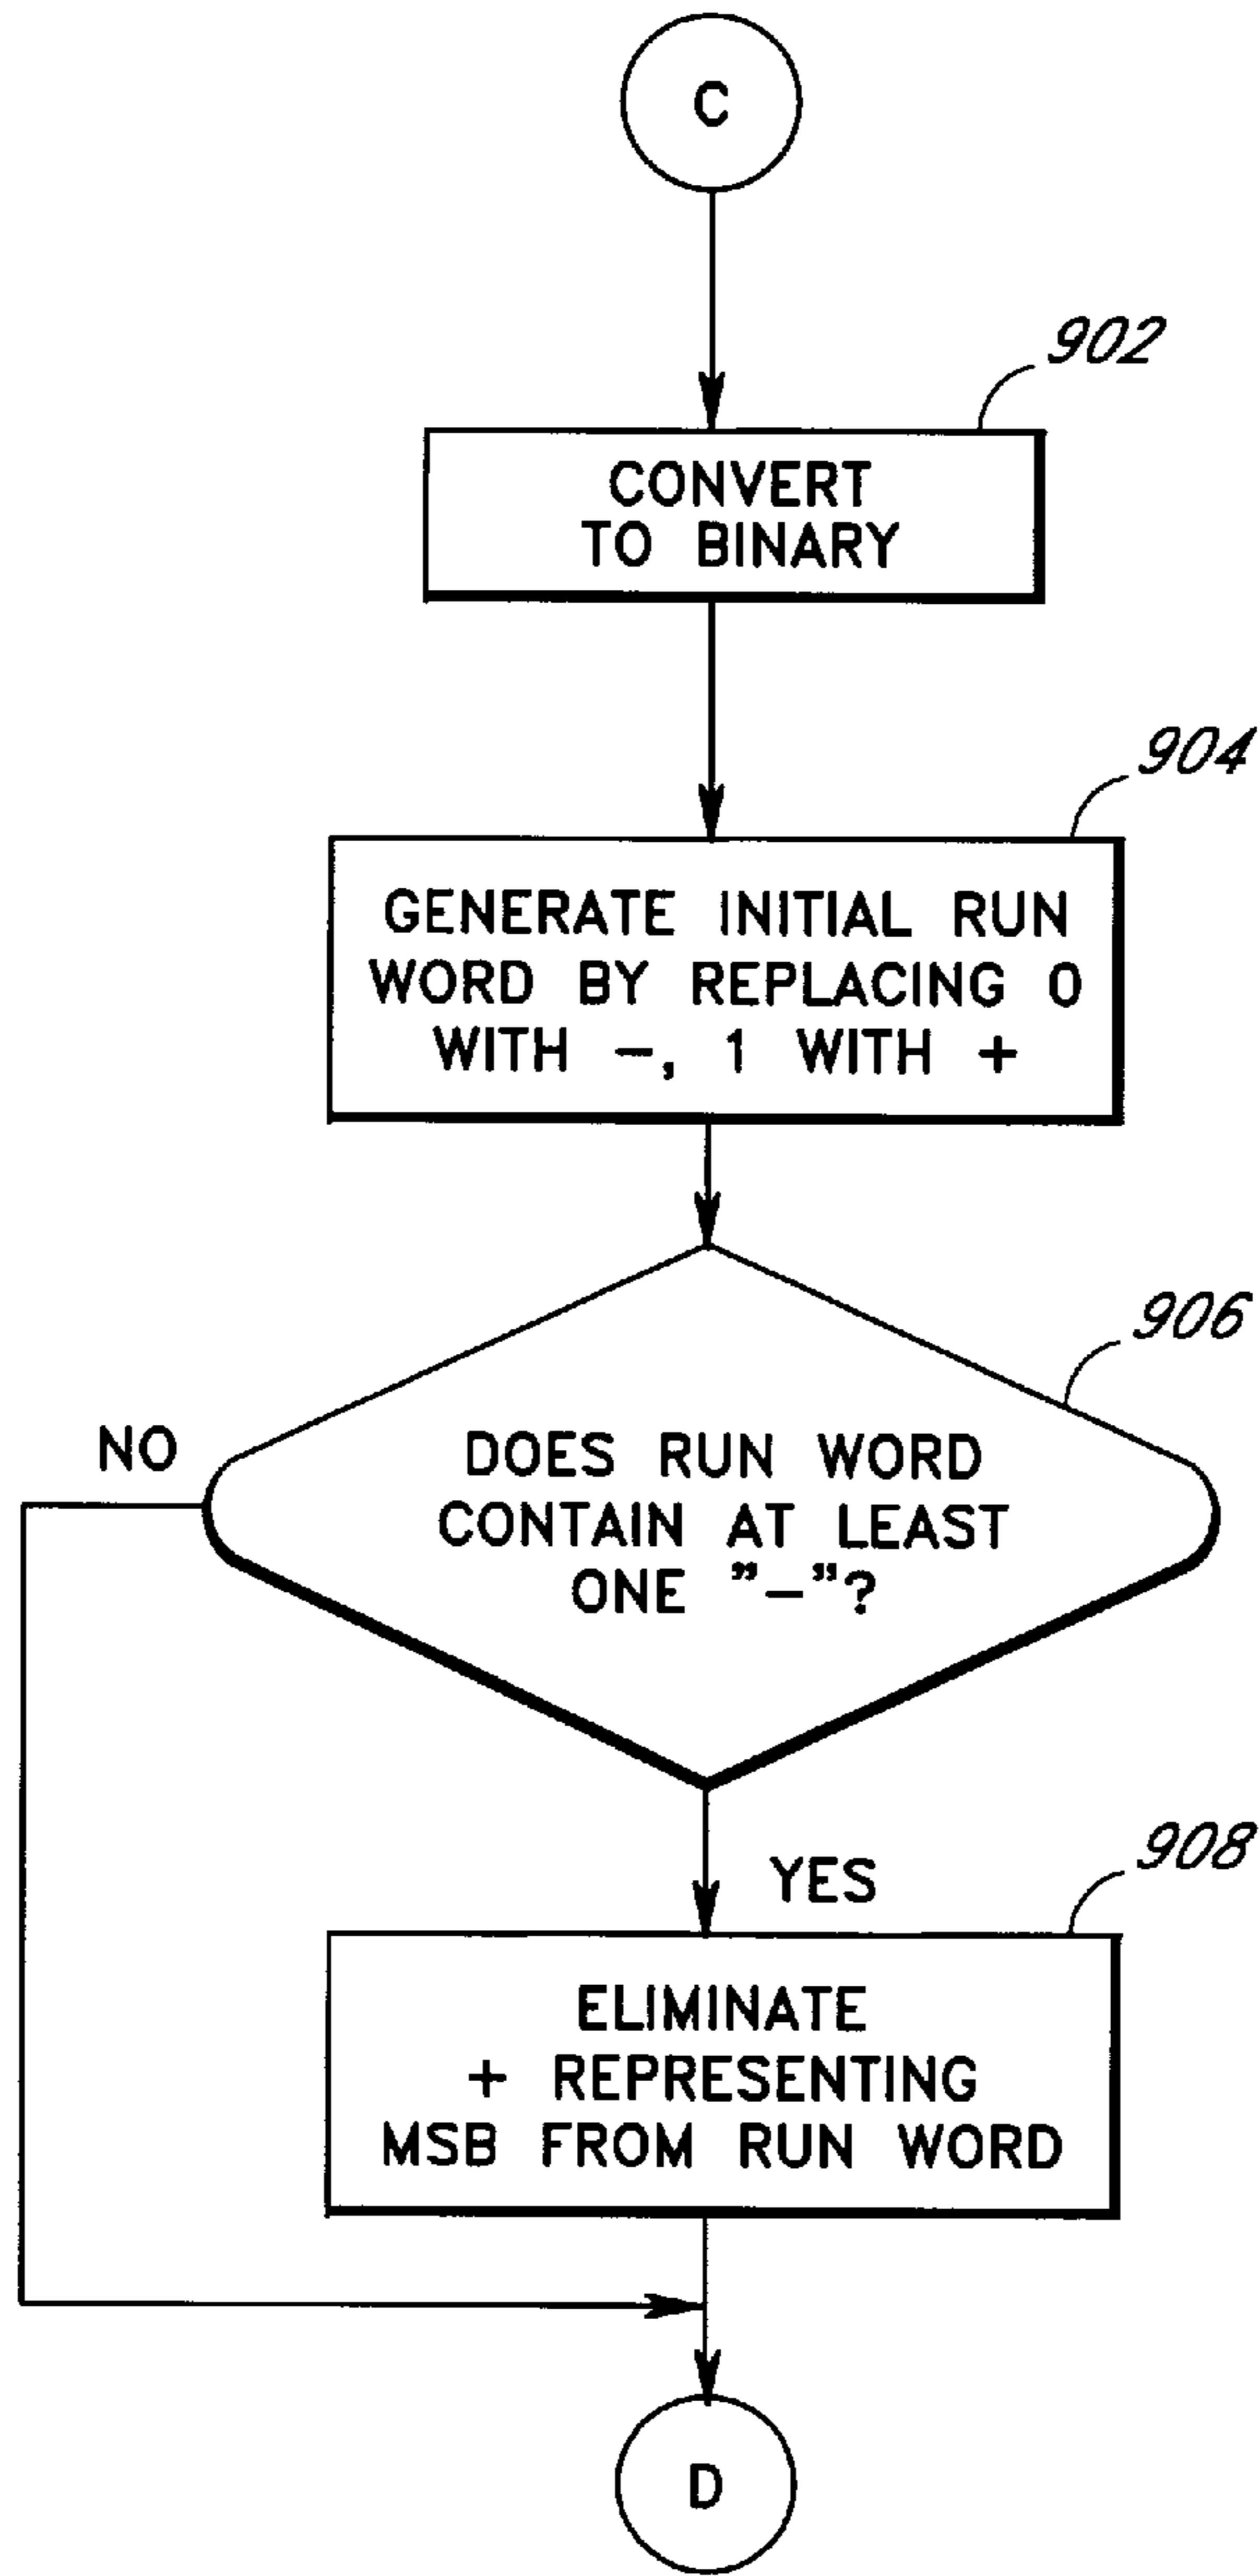 C
902
CONVERT
TO BINARY
904
GENERATE INITIAL RUN
WORD BY REPLACING 0
WITH –, 1 WITH +
906
NO
DOES RUN WORD
CONTAIN AT LEAST
ONE ”–”?
YES
908
ELIMINATE
+ REPRESENTING
MSB FROM RUN WORD
D